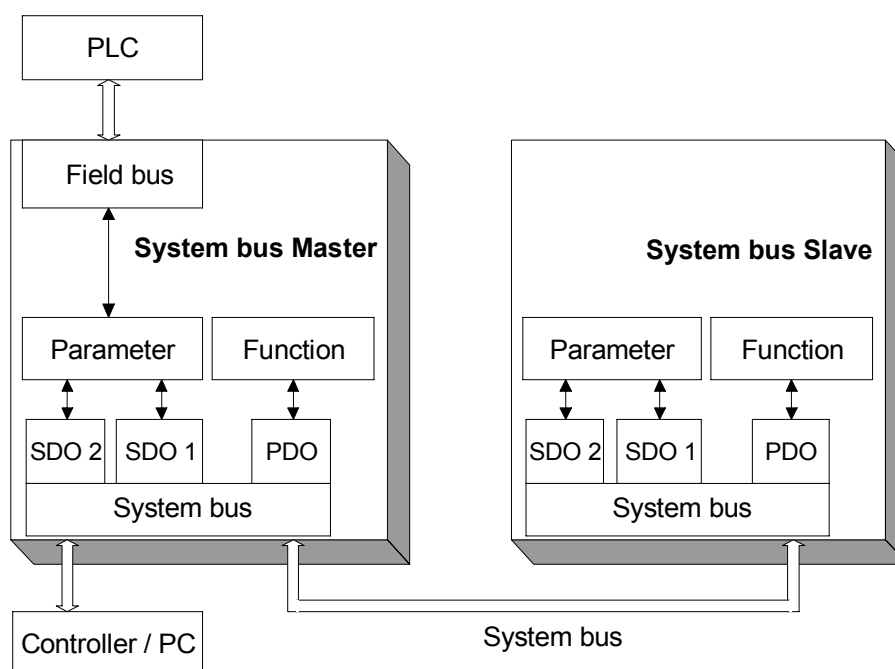 PLC
Field bus
System bus Master
Parameter
Function
SDO 2
SDO 1
PDO
System bus
Controller / PC
System bus Slave
Parameter
Function
SDO 2
SDO 1
PDO
System bus
System bus